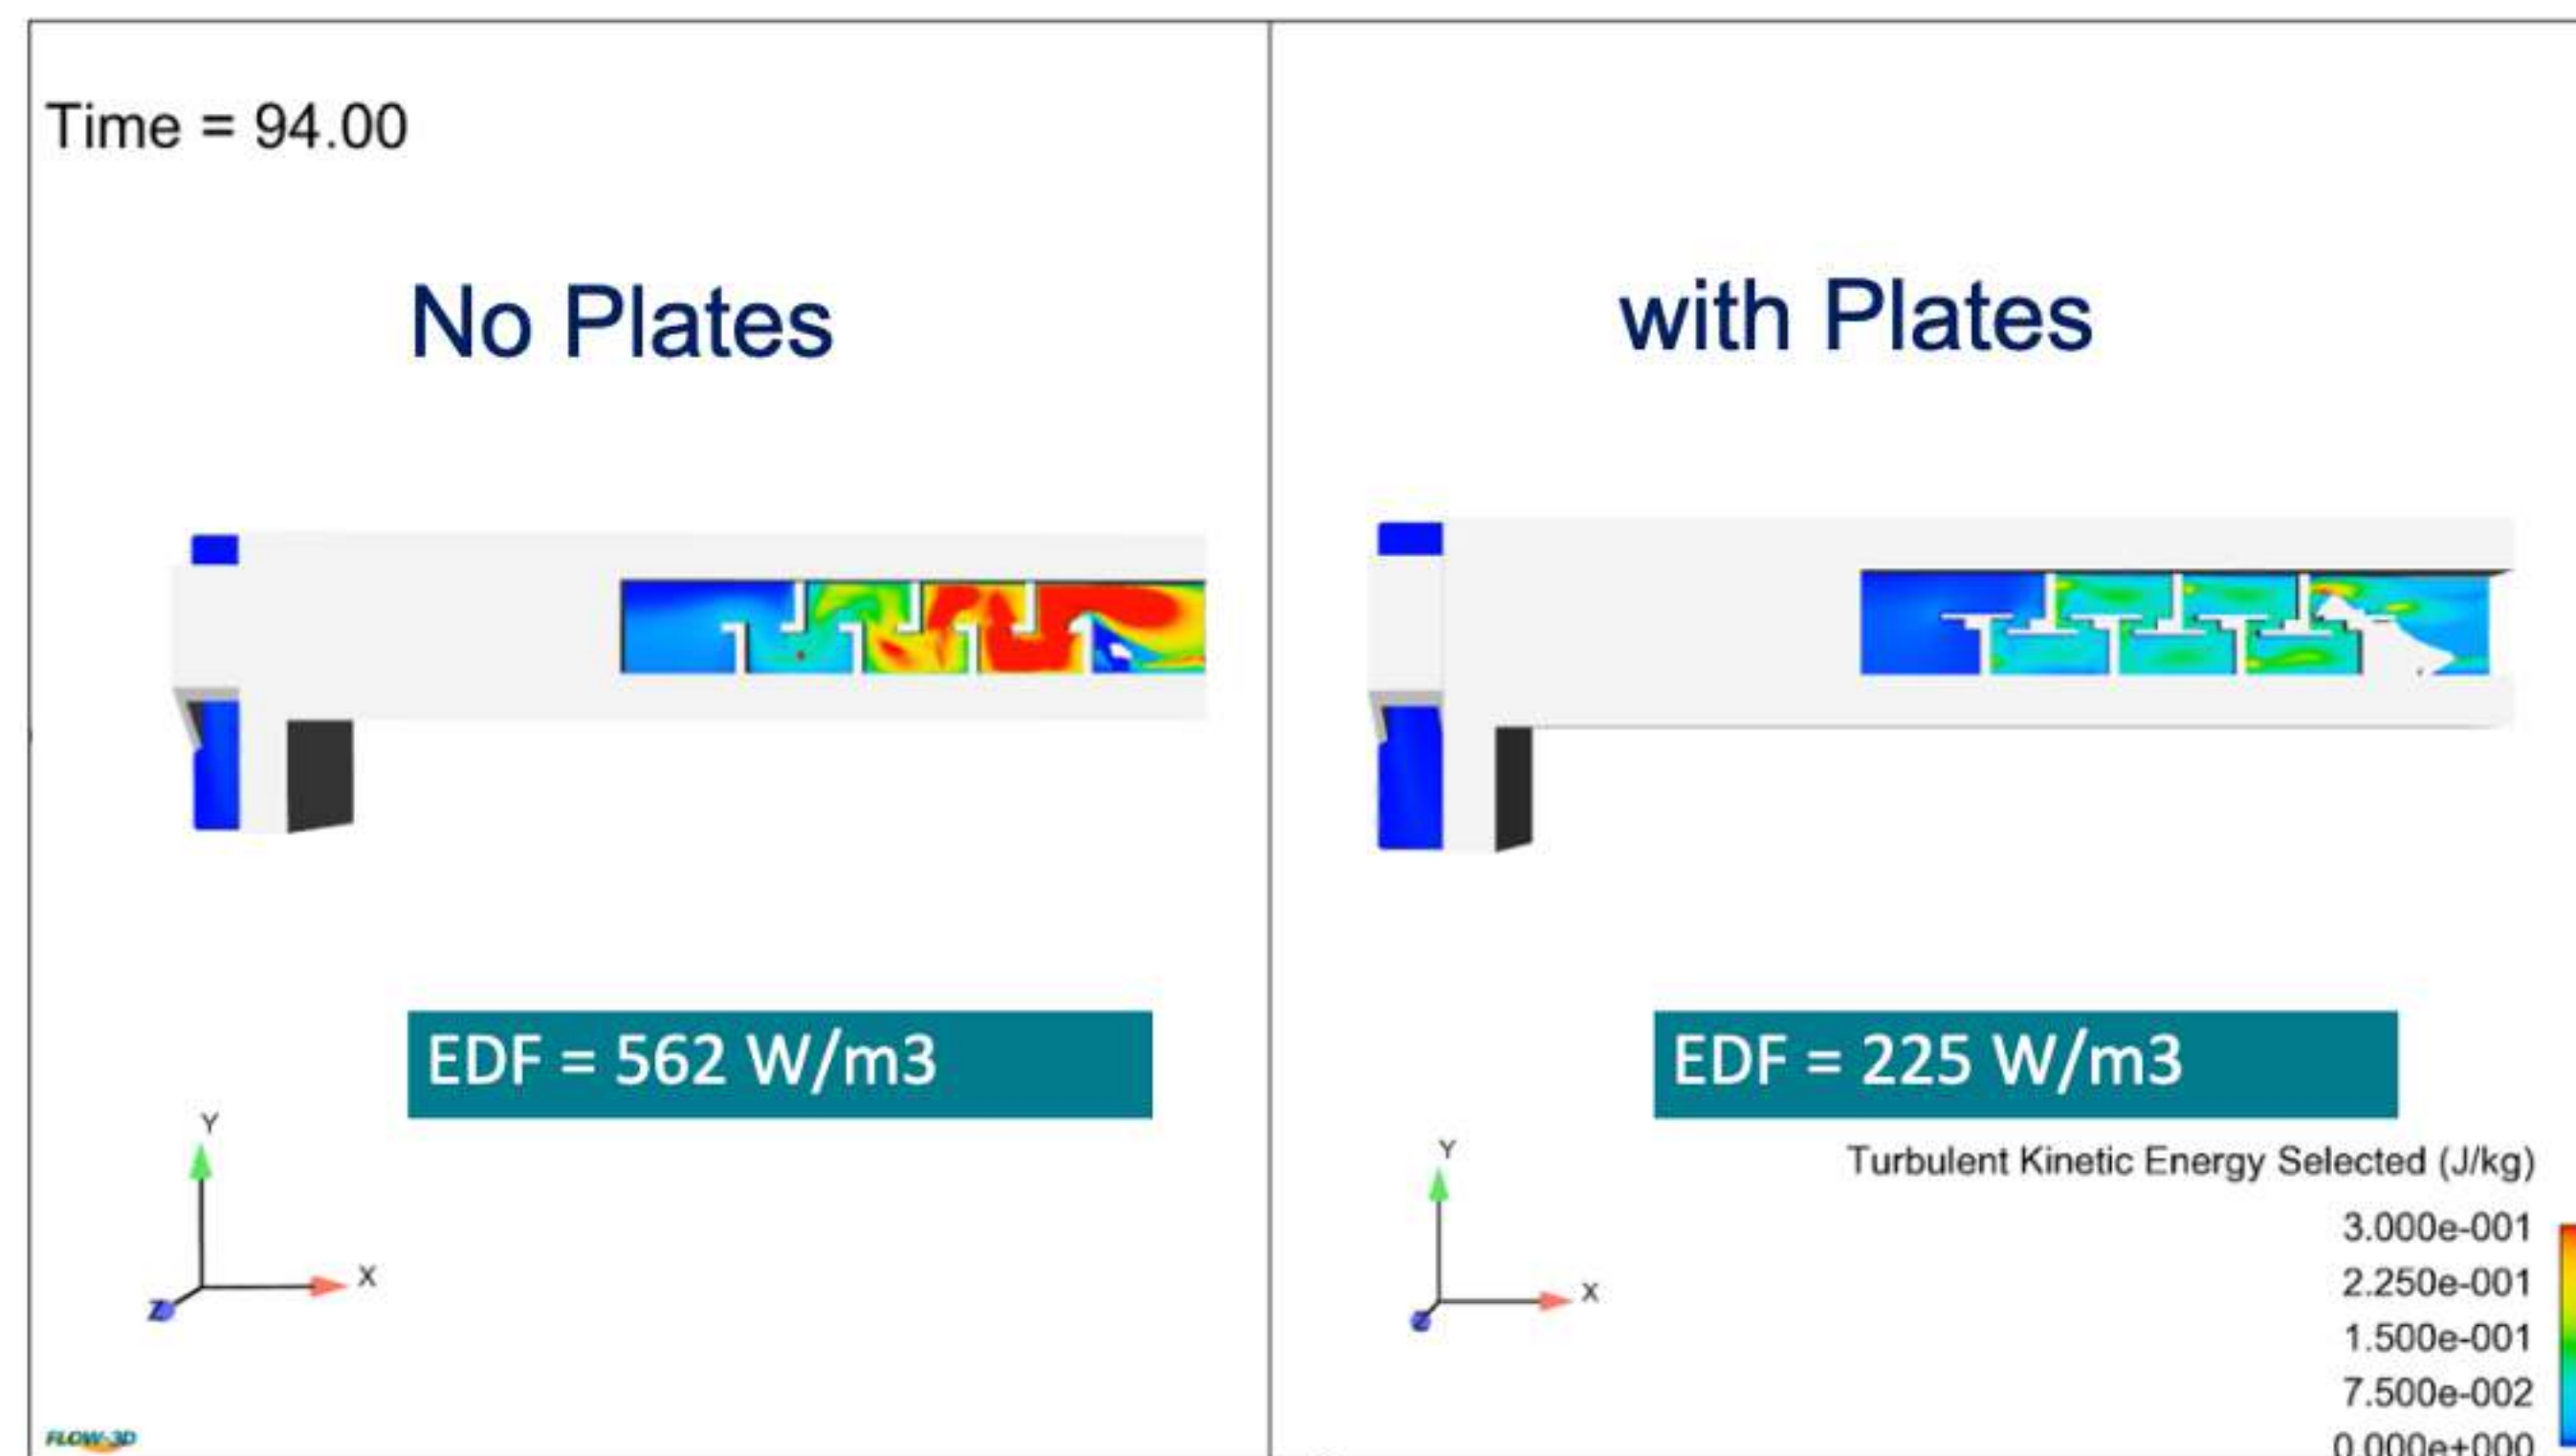 Time = 94.00
No Plates
with Plates
EDF = 562 W/m3
EDF = 225 W/m3
Y
X
Z
Y
X
Z
Turbulent Kinetic Energy Selected (J/kg)
3.000e-001
2.250e-001
1.500e-001
7.500e-002
0.000e+000
FLOW-3D